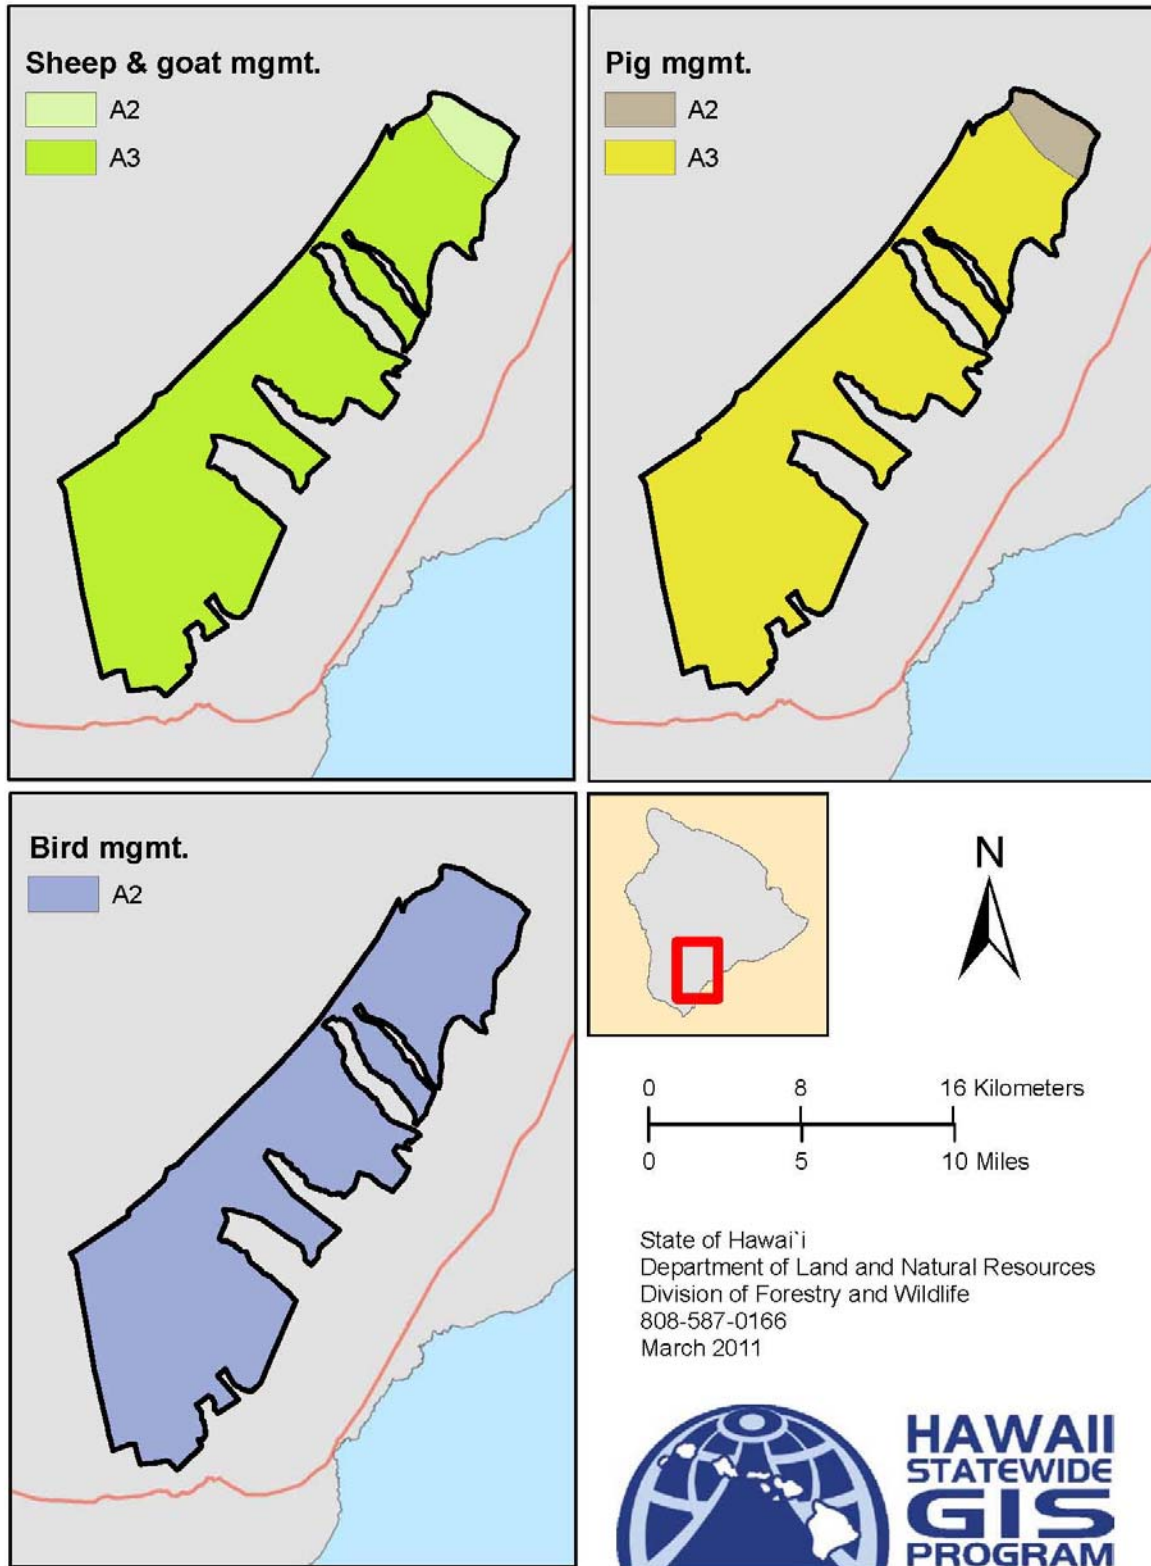 Sheep & goat mgmt.
A2
A3
Pig mgmt.
A2
A3
Bird mgmt.
A2
N
0 8 16 Kilometers
0 5 10 Miles
State of Hawai`i
Department of Land and Natural Resources
Division of Forestry and Wildlife
808-587-0166
March 2011
HAWAII
STATEWIDE
GIS
PROGRAM